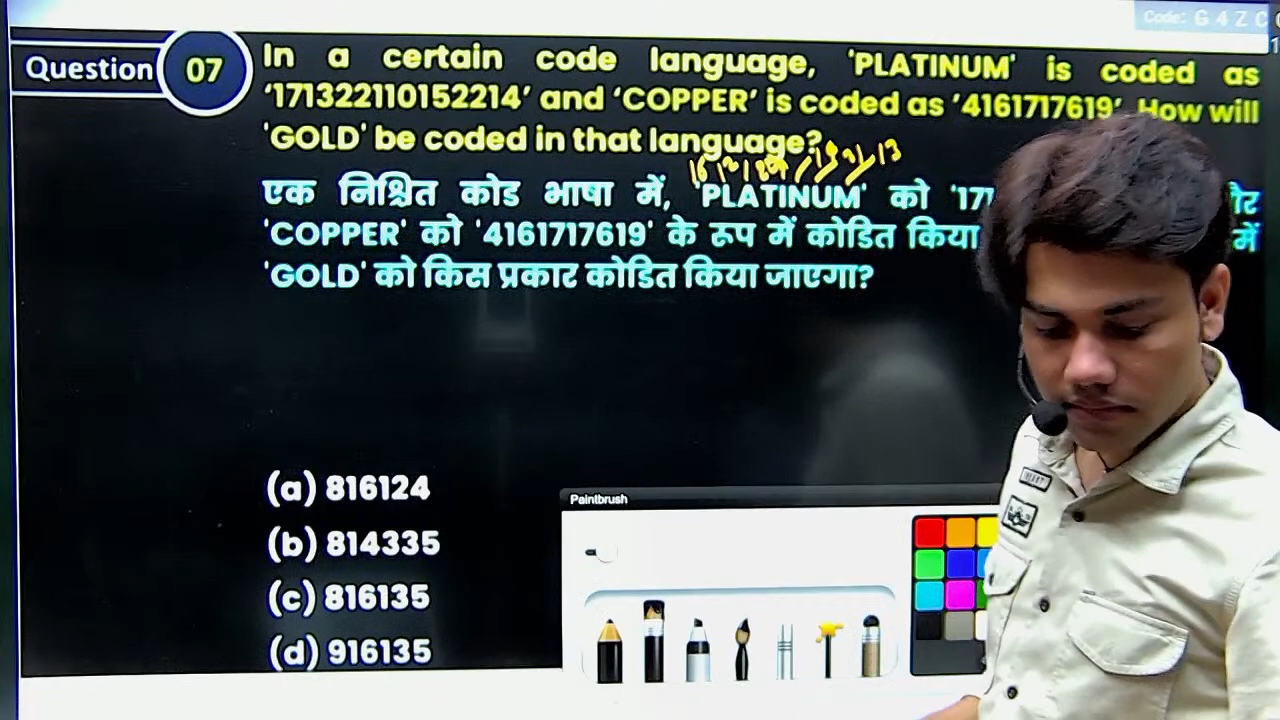 Code: G 4 Z C
Question 07
In a certain code language, 'PLATINUM' is coded as
'171322110152214' and 'COPPER' is coded as '4161717619'. How will
'GOLD' be coded in that language?
एक निश्चित कोड भाषा में, 'PLATINUM' को '171
'COPPER' को '4161717619' के रूप में कोडित किया में
'GOLD' को किस प्रकार कोडित किया जाएगा?
(a) 816124
(b) 814335
(c) 816135
(d) 916135
Paintbrush